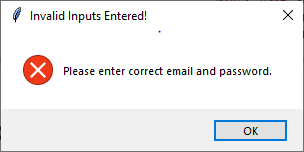 Invalid Inputs Entered!
Please enter correct email and password.
OK